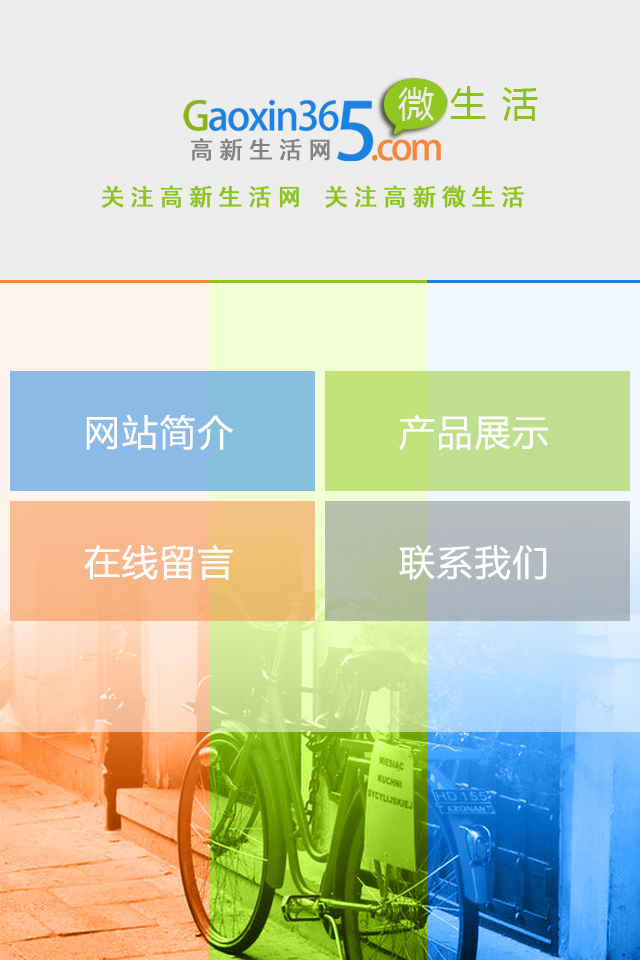 Gaoxin365.com 微生活
高新生活网
关注高新生活网 关注高新微生活
网站简介
产品展示
在线留言
联系我们
MIESIĄC
KUCHNI
SYCYLIJSKIEJ
HD 155
KRONAN